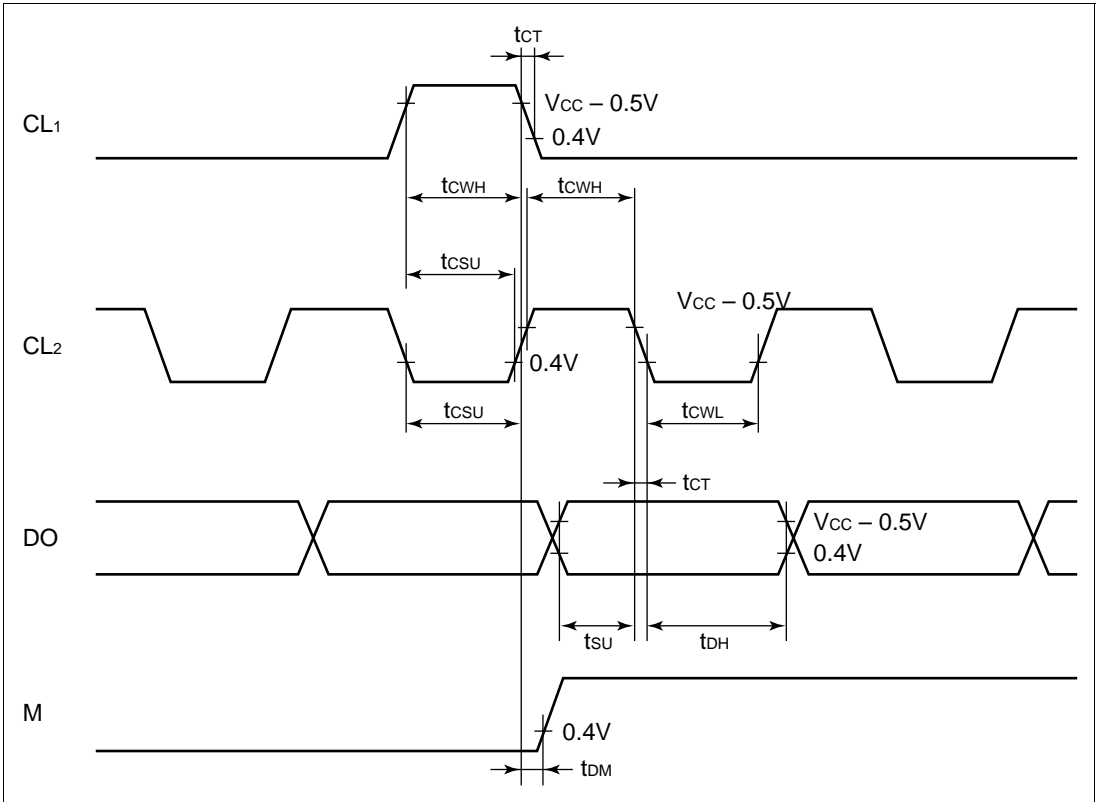 tCT
VCC – 0.5V
CL1
0.4V
tCWH tCWH
tCSU
VCC – 0.5V
CL2
0.4V
tCSU tCWL
tCT
VCC – 0.5V
DO
0.4V
tSU tDH
M
0.4V
tDM